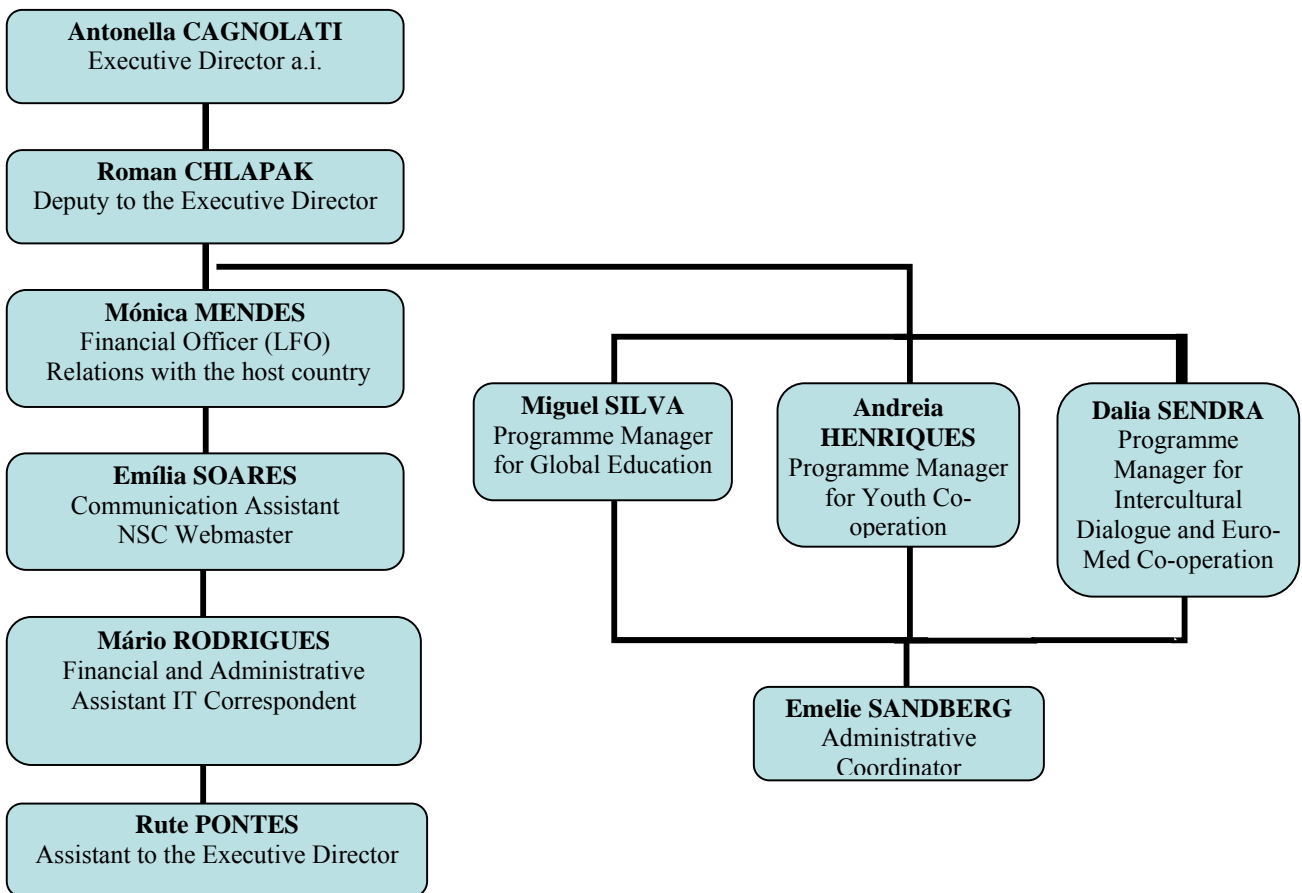 Antonella CAGNOLATI
Executive Director a.i.
Roman CHLAPAK
Deputy to the Executive Director
Mónica MENDES
Financial Officer (LFO)
Relations with the host country
Emília SOARES
Communication Assistant
NSC Webmaster
Mário RODRIGUES
Financial and Administrative
Assistant IT Correspondent
Rute PONTES
Assistant to the Executive Director
Miguel SILVA
Programme Manager
for Global Education
Andreia
HENRIQUES
Programme Manager
for Youth Co-
operation
Dalia SENDRA
Programme
Manager for
Intercultural
Dialogue and Euro-
Med Co-operation
Emelie SANDBERG
Administrative
Coordinator